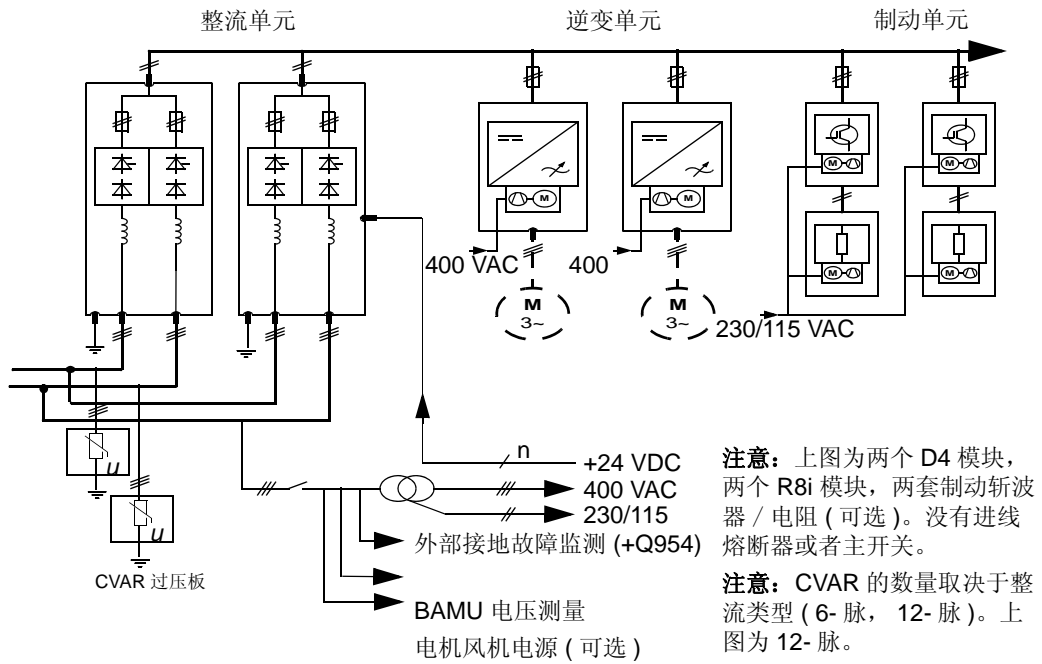 整流单元
逆变单元
制动单元
M
M
M
M
M
M
400 VAC
400
M
3~
M
3~
230/115 VAC
u
u
CVAR 过压板
n
+24 VDC
400 VAC
230/115
外部接地故障监测 (+Q954)
BAMU 电压测量
电机风机电源 ( 可选 )
注意：上图为两个 D4 模块，
两个 R8i 模块，两套制动斩波
器 / 电阻 ( 可选 )。没有进线
熔断器或者主开关。
注意：CVAR 的数量取决于整
流类型 ( 6- 脉， 12- 脉 )。上
图为 12- 脉。